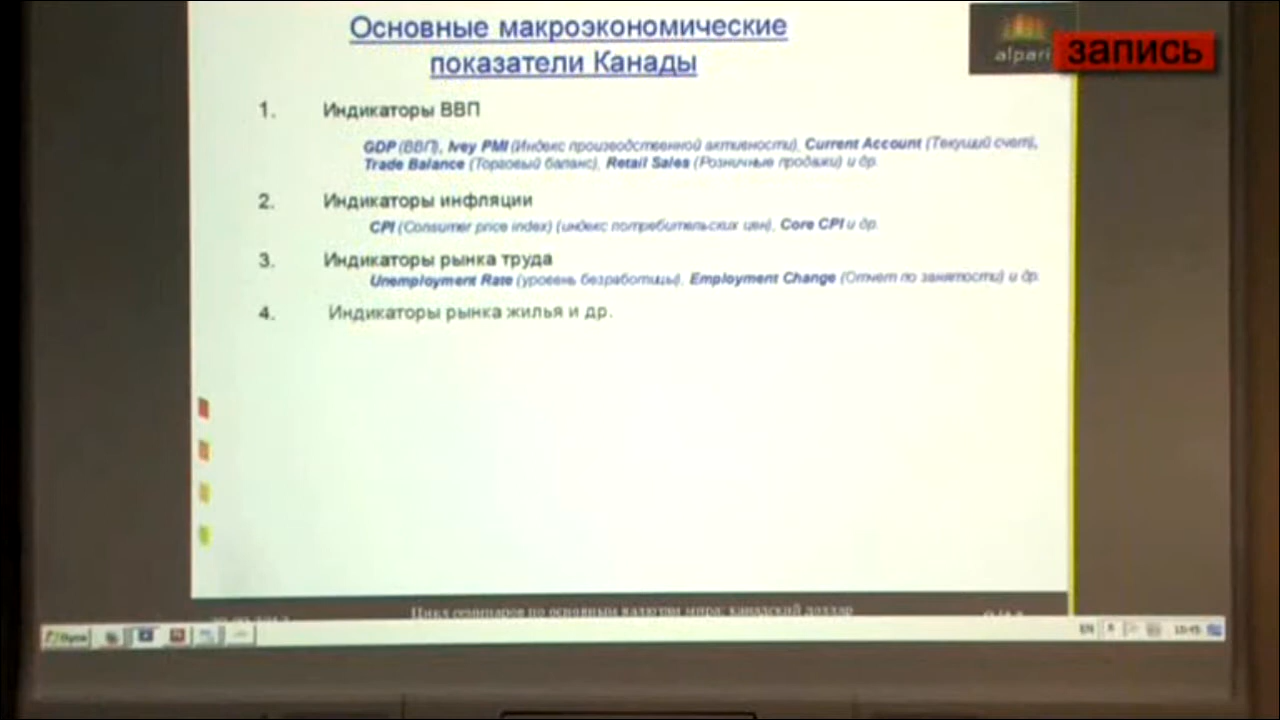 Основные макроэкономические
показатели Канады
alpari
запись
1. Индикаторы ВВП
GDP (ВВП), Ivey PMI (Индекс производственной активности), Current Account (Текущий счет),
Trade Balance (Торговый баланс), Retail Sales (Розничные продажи) и др.
2. Индикаторы инфляции
CPI (Consumer price index) (индекс потребительских цен), Core CPI и др.
3. Индикаторы рынка труда
Unemployment Rate (уровень безработицы), Employment Change (Отчет по занятости) и др.
4. Индикаторы рынка жилья и др.
Цикл семинаров по основным валютам мира: канадский доллар
Пуск
EN